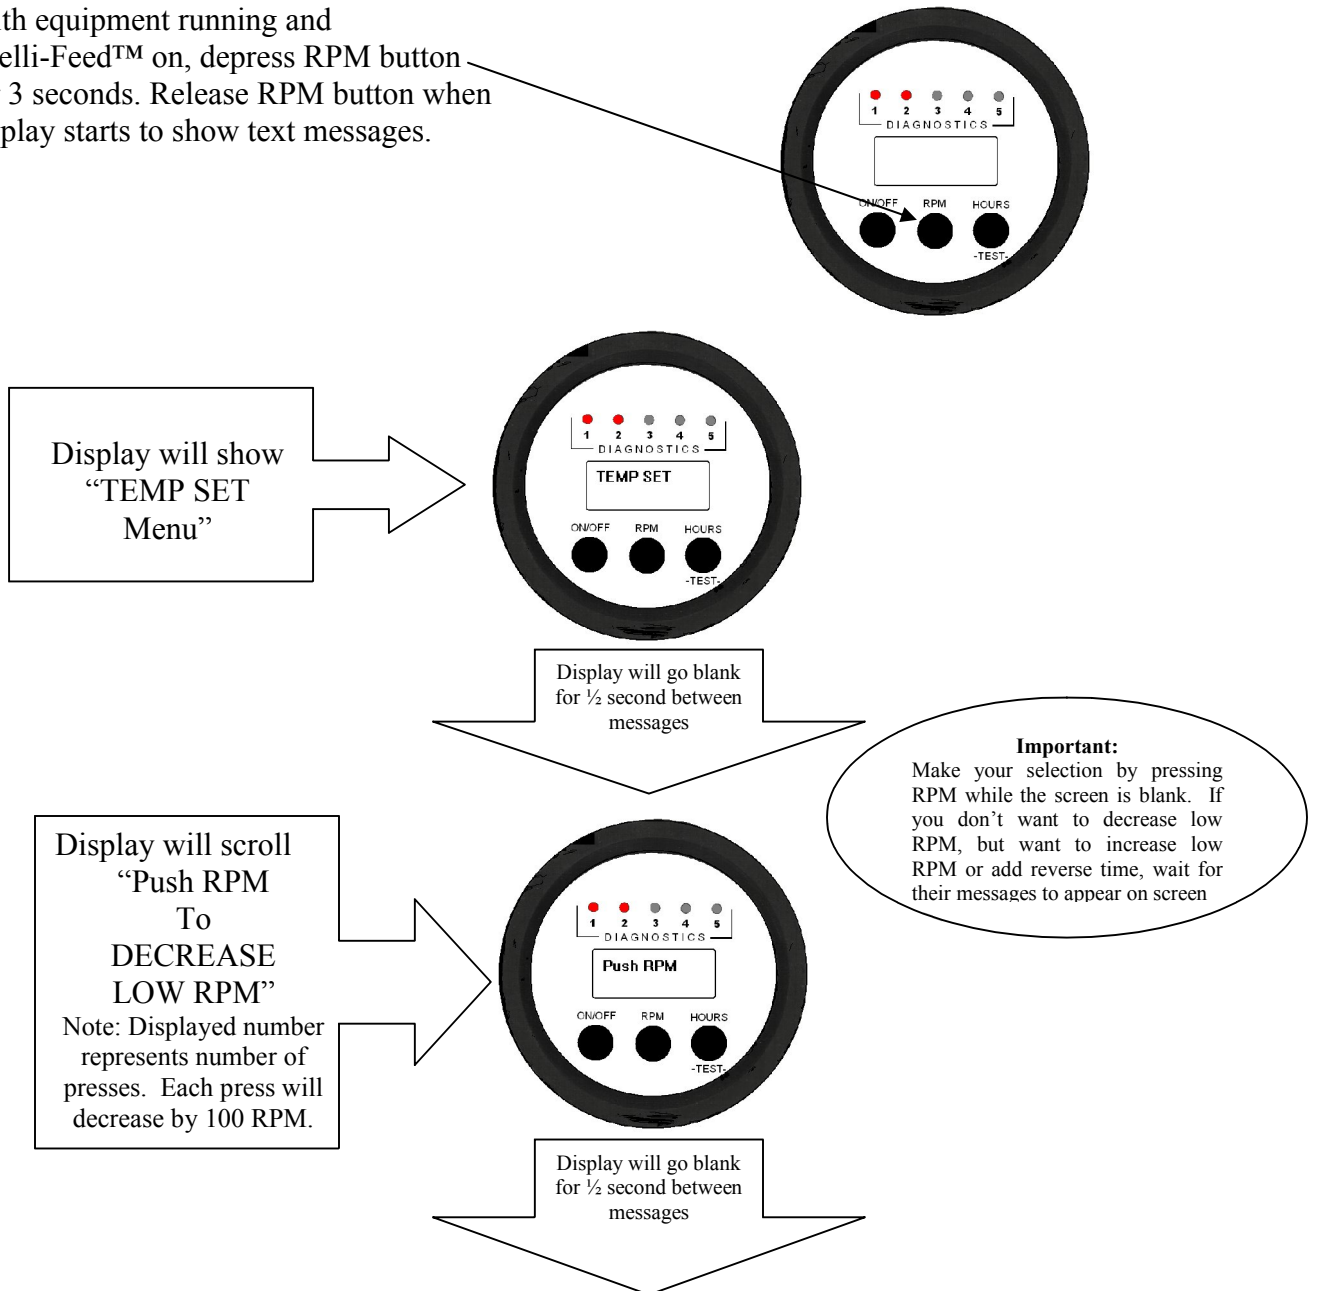 ith equipment running and
elli-Feed™ on, depress RPM button
3 seconds. Release RPM button when
play starts to show text messages.
1 2 3 4 5
DIAGNOSTICS
ON/OFF RPM HOURS
-TEST-
Display will show
“TEMP SET
Menu”
1 2 3 4 5
DIAGNOSTICS
TEMP SET
ON/OFF RPM HOURS
-TEST-
Display will go blank
for ½ second between
messages
Important:
Make your selection by pressing
RPM while the screen is blank. If
you don’t want to decrease low
RPM, but want to increase low
RPM or add reverse time, wait for
their messages to appear on screen
Display will scroll
“Push RPM
To
DECREASE
LOW RPM”
Note: Displayed number
represents number of
presses. Each press will
decrease by 100 RPM.
1 2 3 4 5
DIAGNOSTICS
Push RPM
ON/OFF RPM HOURS
-TEST-
Display will go blank
for ½ second between
messages